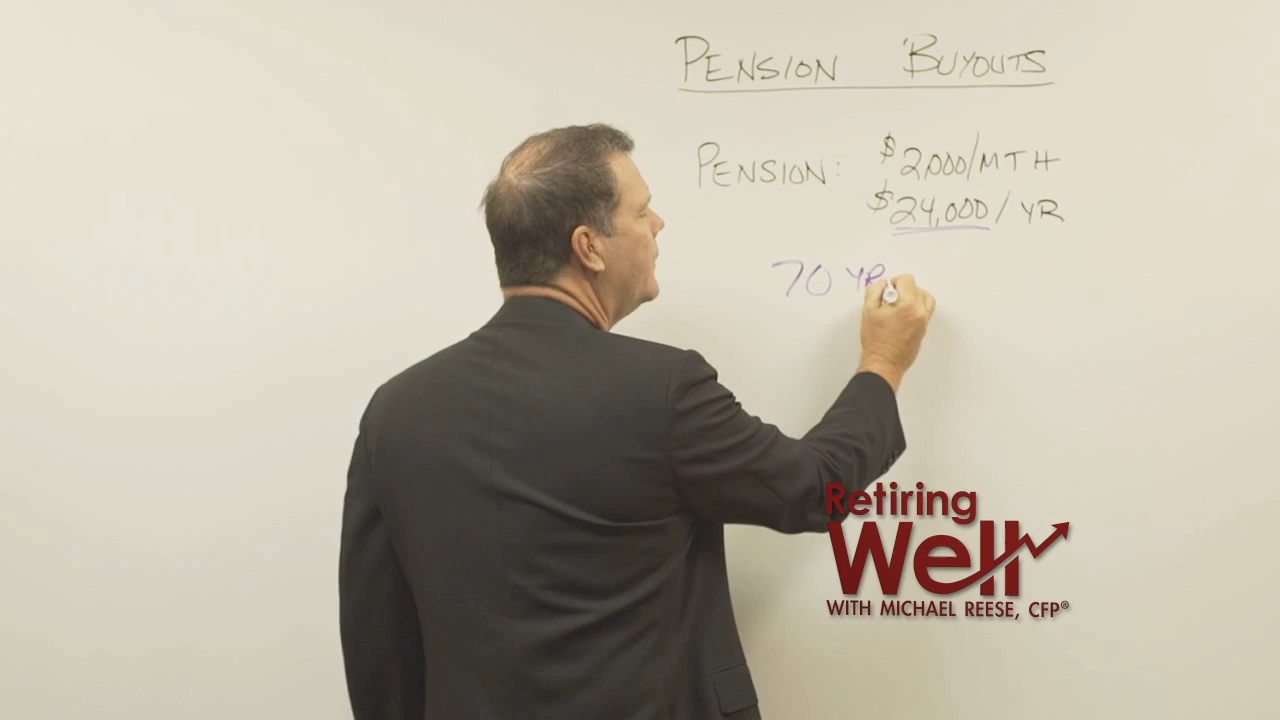 PENSION BUYOUTS
PENSION: $2,000/MTH
$24,000/YR
70 YR
Retiring
Well
WITH MICHAEL REESE, CFP®